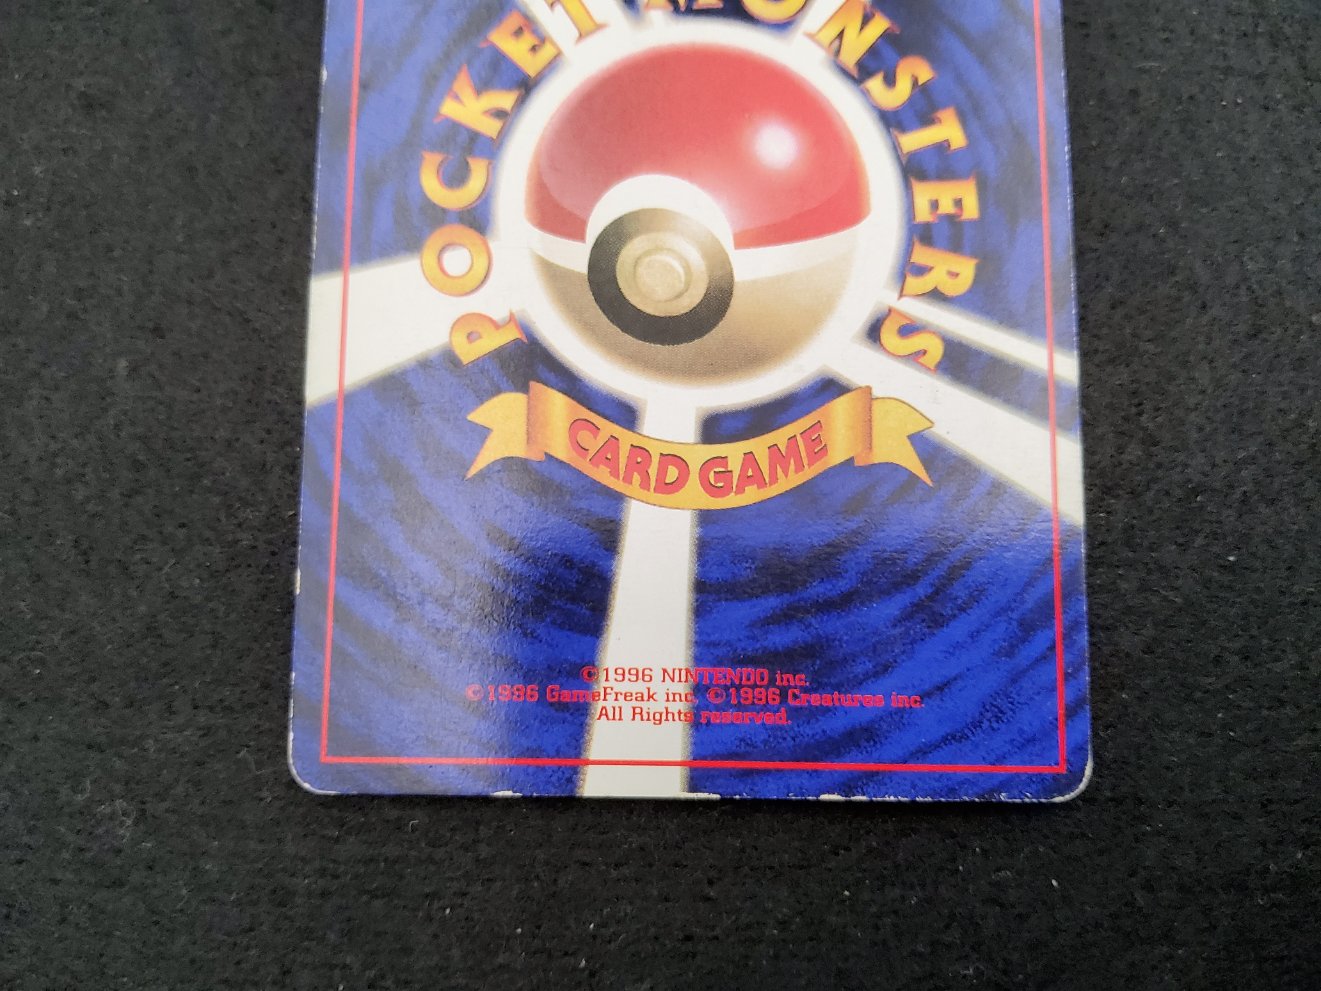 POCKET MONSTERS
CARD GAME
©1996 NINTENDO inc.
©1996 GameFreak inc. ©1996 Creatures inc.
All Rights reserved.